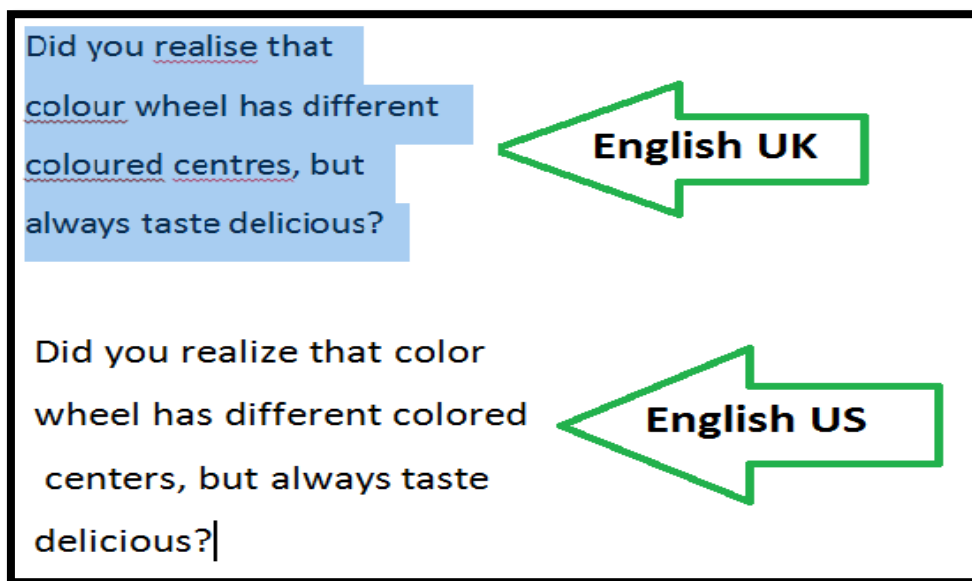 Did you realise that
colour wheel has different
coloured centres, but
always taste delicious?
English UK
Did you realize that color
wheel has different colored
centers, but always taste
delicious?
English US